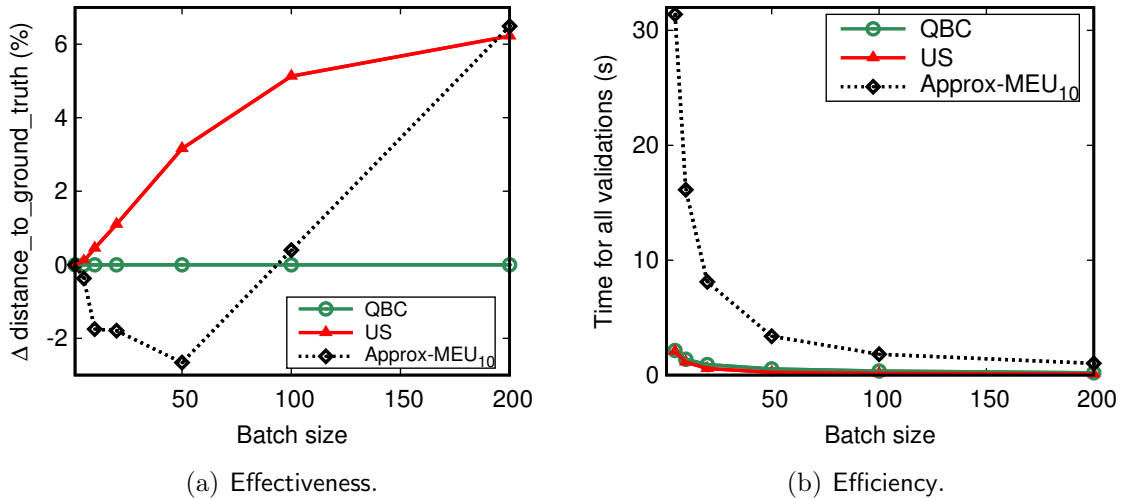 Δ distance_to_ground_truth (%)
6
4
2
0
-2
QBC
US
Approx-MEU10
50
100
150
200
Batch size
(a) Effectiveness.
Time for all validations (s)
30
20
10
0
QBC
US
Approx-MEU10
0
50
100
150
200
Batch size
(b) Efficiency.